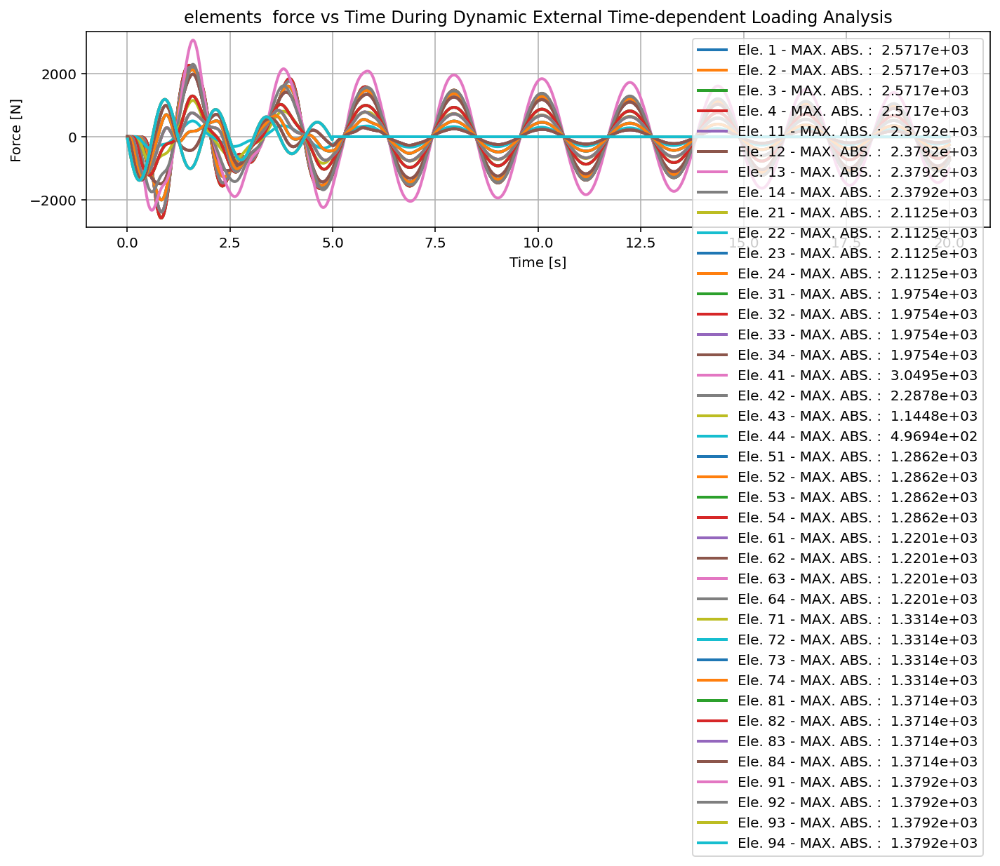 elements  force vs Time During Dynamic External Time-dependent Loading Analysis
Force [N]
2000
0
−2000
0.0
2.5
5.0
7.5
10.0
12.5
15.0
17.5
20.0
Time [s]
Ele. 1 - MAX. ABS. :  2.5717e+03
Ele. 2 - MAX. ABS. :  2.5717e+03
Ele. 3 - MAX. ABS. :  2.5717e+03
Ele. 4 - MAX. ABS. :  2.5717e+03
Ele. 11 - MAX. ABS. :  2.3792e+03
Ele. 12 - MAX. ABS. :  2.3792e+03
Ele. 13 - MAX. ABS. :  2.3792e+03
Ele. 14 - MAX. ABS. :  2.3792e+03
Ele. 21 - MAX. ABS. :  2.1125e+03
Ele. 22 - MAX. ABS. :  2.1125e+03
Ele. 23 - MAX. ABS. :  2.1125e+03
Ele. 24 - MAX. ABS. :  2.1125e+03
Ele. 31 - MAX. ABS. :  1.9754e+03
Ele. 32 - MAX. ABS. :  1.9754e+03
Ele. 33 - MAX. ABS. :  1.9754e+03
Ele. 34 - MAX. ABS. :  1.9754e+03
Ele. 41 - MAX. ABS. :  3.0495e+03
Ele. 42 - MAX. ABS. :  2.2878e+03
Ele. 43 - MAX. ABS. :  1.1448e+03
Ele. 44 - MAX. ABS. :  4.9694e+02
Ele. 51 - MAX. ABS. :  1.2862e+03
Ele. 52 - MAX. ABS. :  1.2862e+03
Ele. 53 - MAX. ABS. :  1.2862e+03
Ele. 54 - MAX. ABS. :  1.2862e+03
Ele. 61 - MAX. ABS. :  1.2201e+03
Ele. 62 - MAX. ABS. :  1.2201e+03
Ele. 63 - MAX. ABS. :  1.2201e+03
Ele. 64 - MAX. ABS. :  1.2201e+03
Ele. 71 - MAX. ABS. :  1.3314e+03
Ele. 72 - MAX. ABS. :  1.3314e+03
Ele. 73 - MAX. ABS. :  1.3314e+03
Ele. 74 - MAX. ABS. :  1.3314e+03
Ele. 81 - MAX. ABS. :  1.3714e+03
Ele. 82 - MAX. ABS. :  1.3714e+03
Ele. 83 - MAX. ABS. :  1.3714e+03
Ele. 84 - MAX. ABS. :  1.3714e+03
Ele. 91 - MAX. ABS. :  1.3792e+03
Ele. 92 - MAX. ABS. :  1.3792e+03
Ele. 93 - MAX. ABS. :  1.3792e+03
Ele. 94 - MAX. ABS. :  1.3792e+03